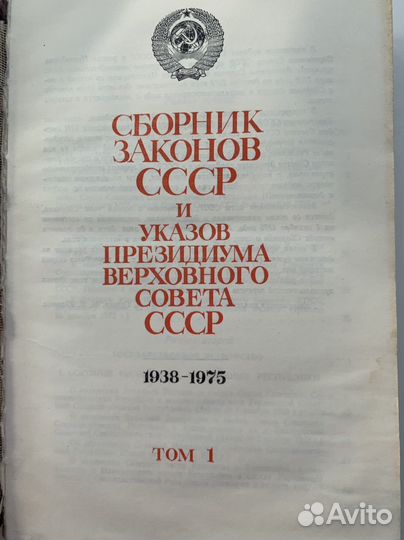 СБОРНИК
ЗАКОНОВ
СССР
И
УКАЗОВ
ПРЕЗИДИУМА
ВЕРХОВНОГО
СОВЕТА
СССР
1938-1975
ТОМ 1
Avito